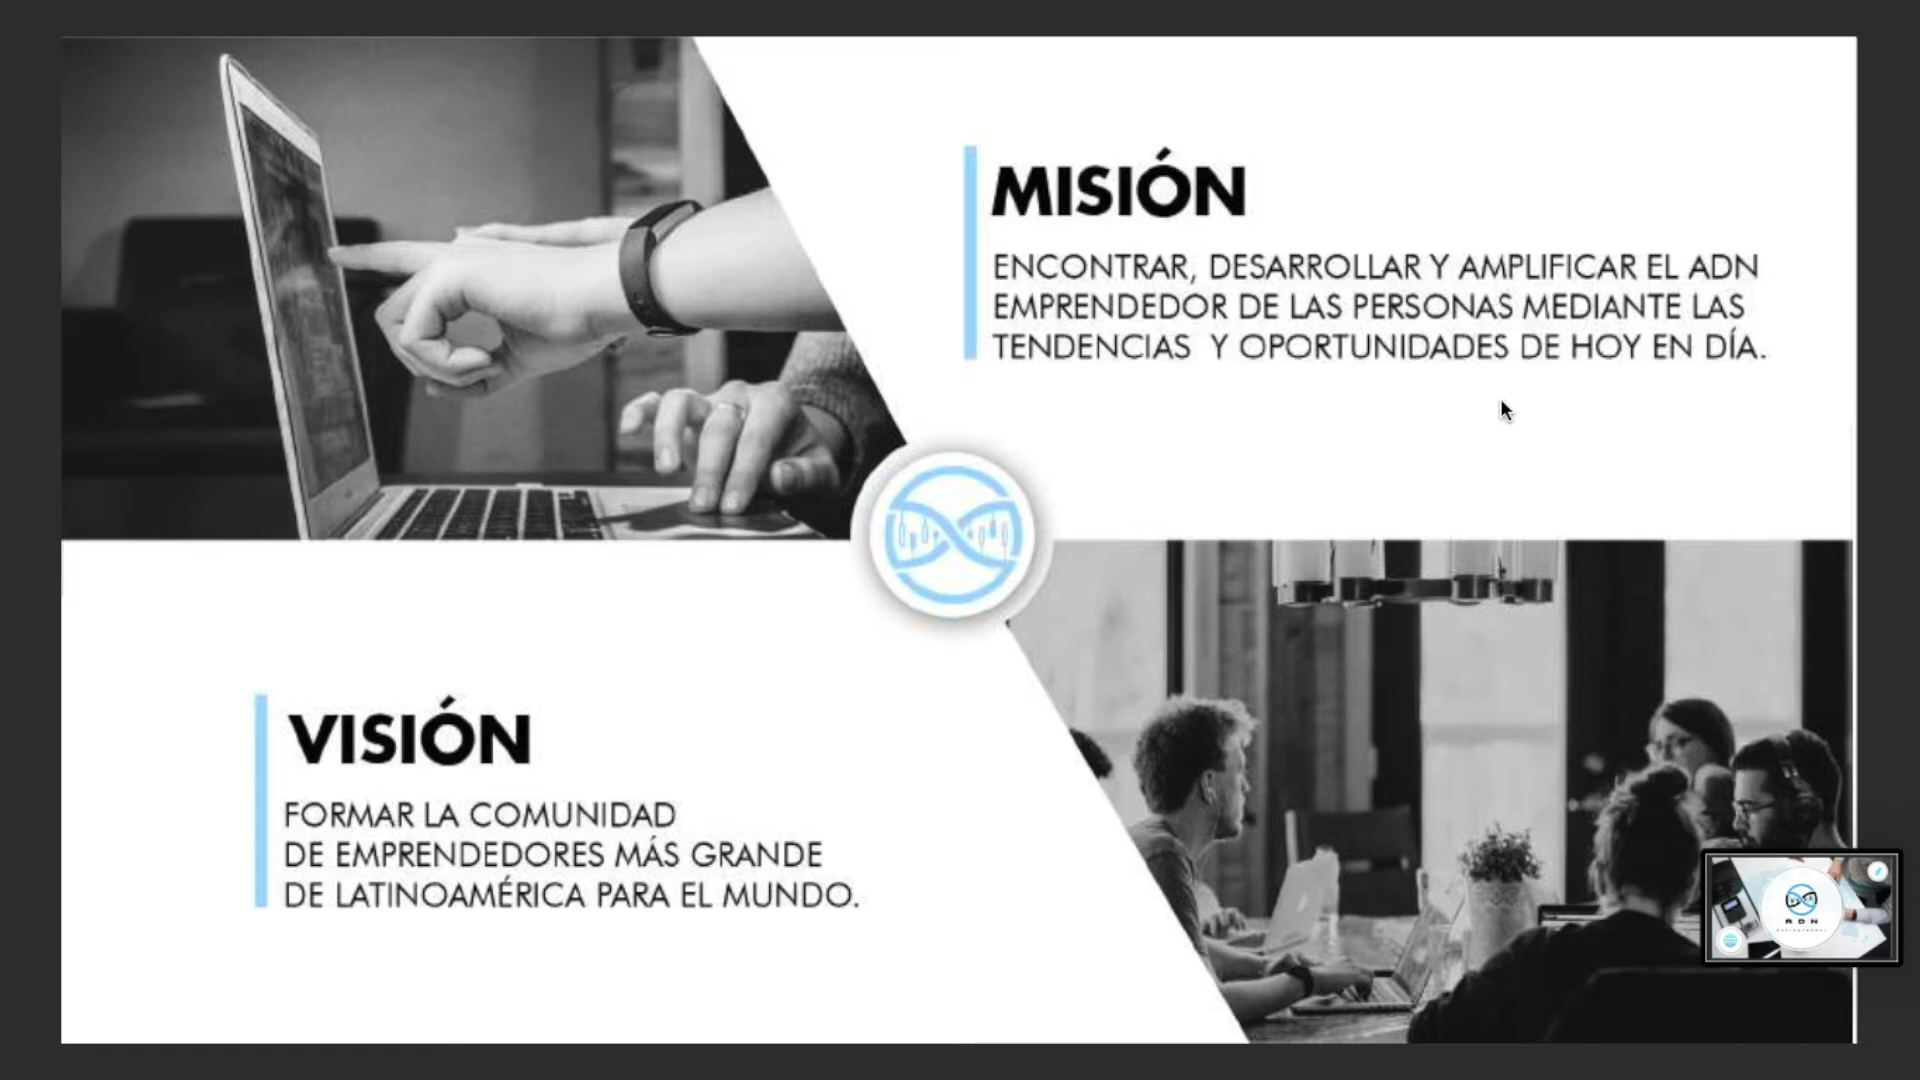 MISIÓN
ENCONTRAR, DESARROLLAR Y AMPLIFICAR EL ADN
EMPRENDEDOR DE LAS PERSONAS MEDIANTE LAS
TENDENCIAS Y OPORTUNIDADES DE HOY EN DÍA.
VISIÓN
FORMAR LA COMUNIDAD
DE EMPRENDEDORES MÁS GRANDE
DE LATINOAMÉRICA PARA EL MUNDO.
ADN